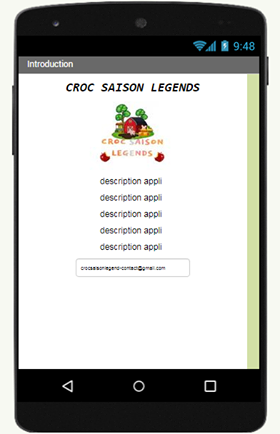 9:48
Introduction
CROC SAISON LEGENDS
CROC SAISON
LEGENDS
description appli
description appli
description appli
description appli
description appli
crocsaisonlegend-contact@gmail.com